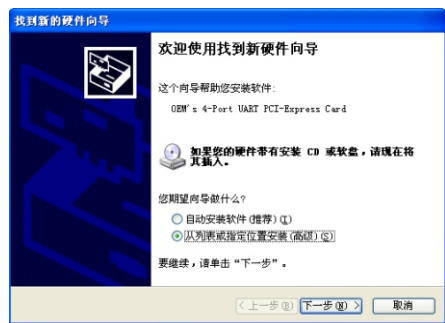 找到新的硬件向导
欢迎使用找到新硬件向导
这个向导帮助您安装软件:
OEM's 4-Port UART PCI-Express Card
如果您的硬件带有安装 CD 或软盘，请现在将
其插入。
您期望向导做什么?
自动安装软件(推荐)(I)
从列表或指定位置安装(高级)(S)
要继续，请单击“下一步”。
< 上一步(B) 下一步(N) > 取消